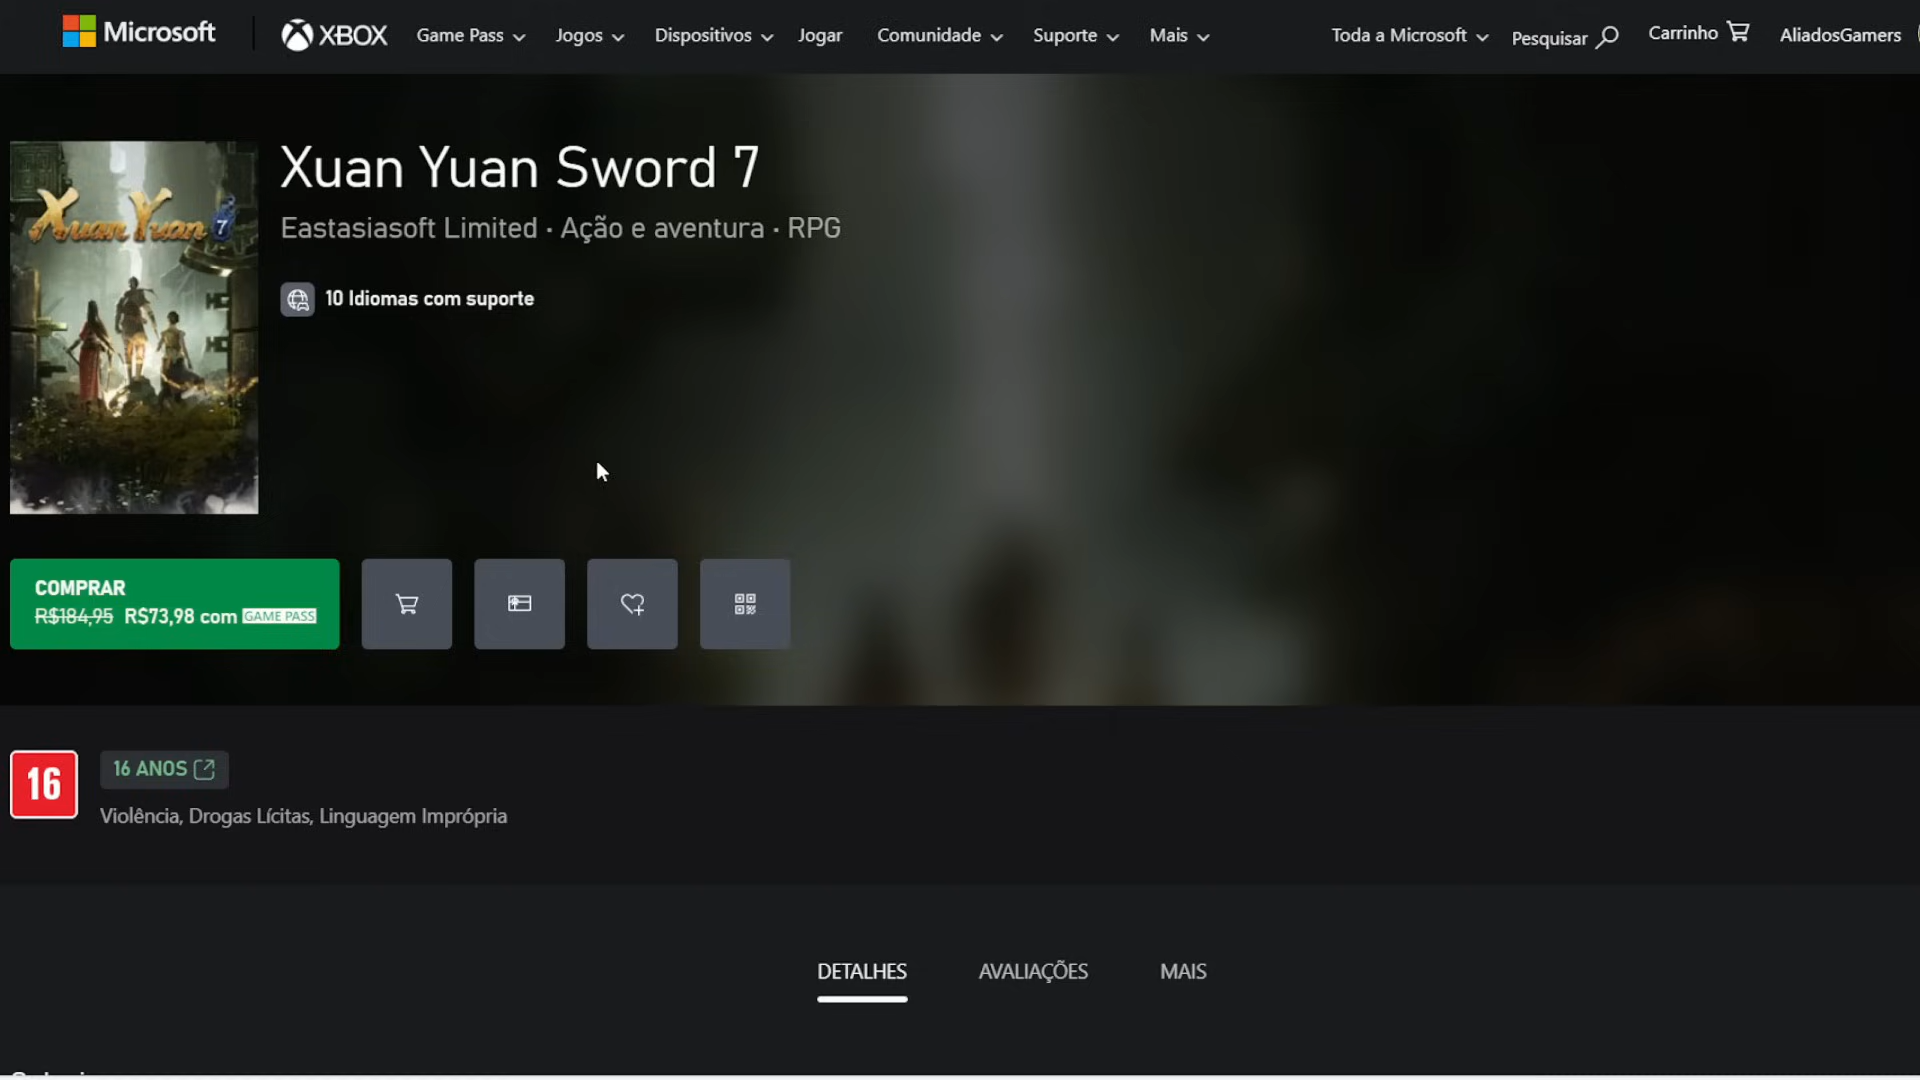 Microsoft
XBOX
Game Pass
Jogos
Dispositivos
Jogar
Comunidade
Suporte
Mais
Toda a Microsoft
Pesquisar
Carrinho
AliadosGamers
Xuan Yuan 7
Xuan Yuan Sword 7
Eastasiasoft Limited · Ação e aventura · RPG
10 Idiomas com suporte
COMPRAR
R$184,95 R$73,98 com GAME PASS
16
16 ANOS
Violência, Drogas Lícitas, Linguagem Imprópria
DETALHES
AVALIAÇÕES
MAIS